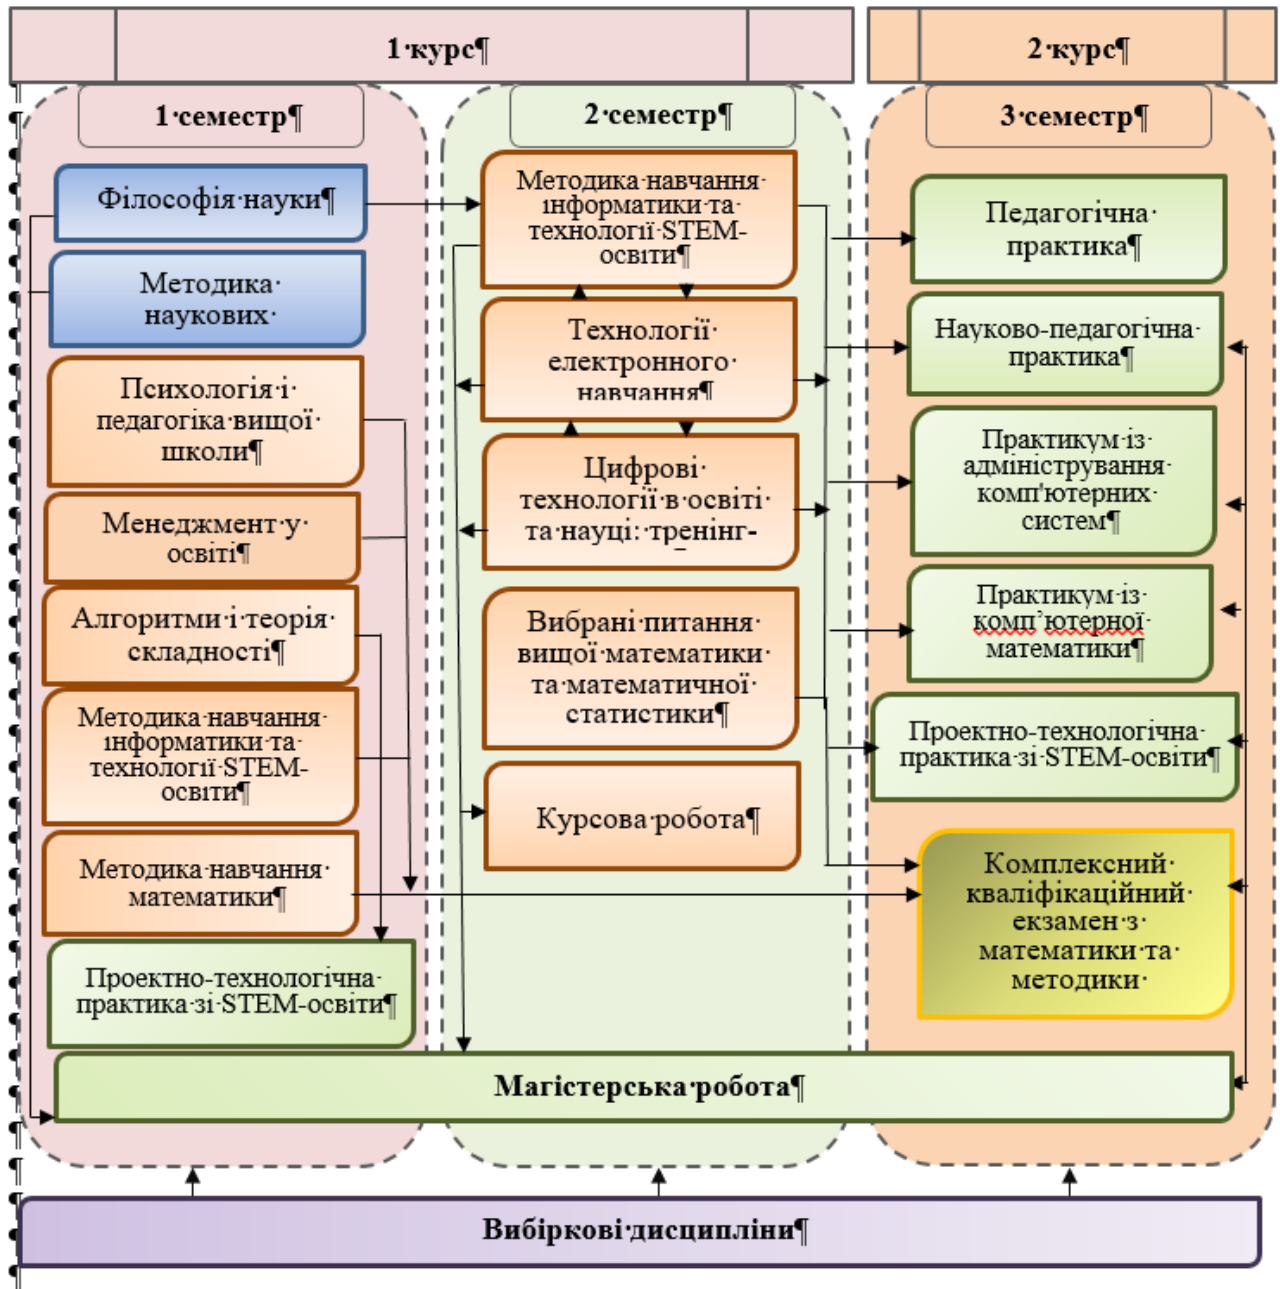 1·курс¶
2·курс¶
1·семестр¶
Філософія·науки¶
Методика·
наукових·
Психологія·і·
педагогіка·вищої·
школи¶
Менеджмент·у·
освіті¶
Алгоритми·і·теорія·
складності¶
Методика·навчання·
інформатики·та·
технології·STEM-
освіти¶
Методика·навчання·
математики¶
Проектно-технологічна·
практика·зі·STEM-освіти¶
2·семестр¶
Методика·навчання·
інформатики·та·
технології·STEM-
освіти¶
Технології·
електронного·
навчання¶
Цифрові·
технології·в·освіті·
та·науці:·тренінг-
Вибрані·питання·
вищої·математики·
та·математичної·
статистики¶
Курсова·робота¶
3·семестр¶
Педагогічна·
практика¶
Науково-педагогічна·
практика¶
Практикум·із·
адміністрування·
комп'ютерних·
систем¶
Практикум·із·
комп’ютерної·
математики¶
Проектно-технологічна·
практика·зі·STEM-освіти¶
Комплексний·
кваліфікаційний·
екзамен·з·
математики·та·
методики·
Магістерська·робота¶
Вибіркові·дисципліни¶